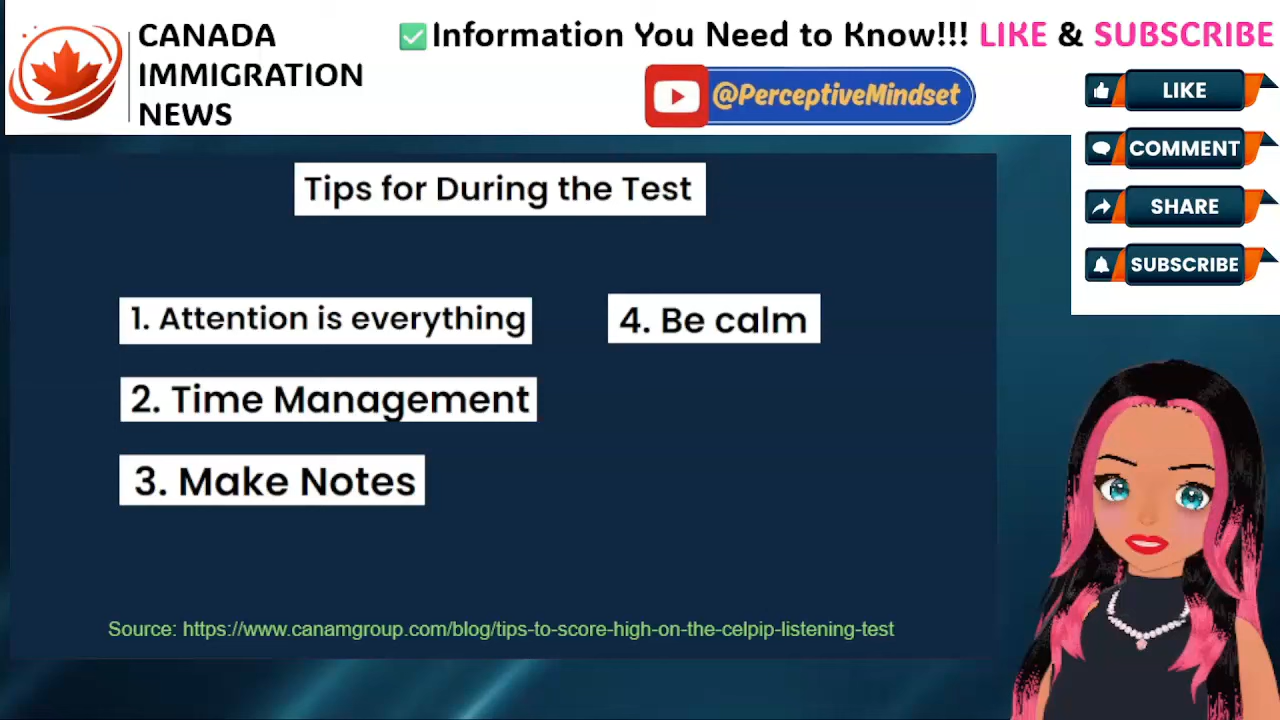 CANADA
IMMIGRATION
NEWS
✅Information You Need to Know!!! LIKE & SUBSCRIBE
@PerceptiveMindset
LIKE
COMMENT
SHARE
SUBSCRIBE
Tips for During the Test
1. Attention is everything
2. Time Management
3. Make Notes
4. Be calm
Source: https://www.canamgroup.com/blog/tips-to-score-high-on-the-celpip-listening-test